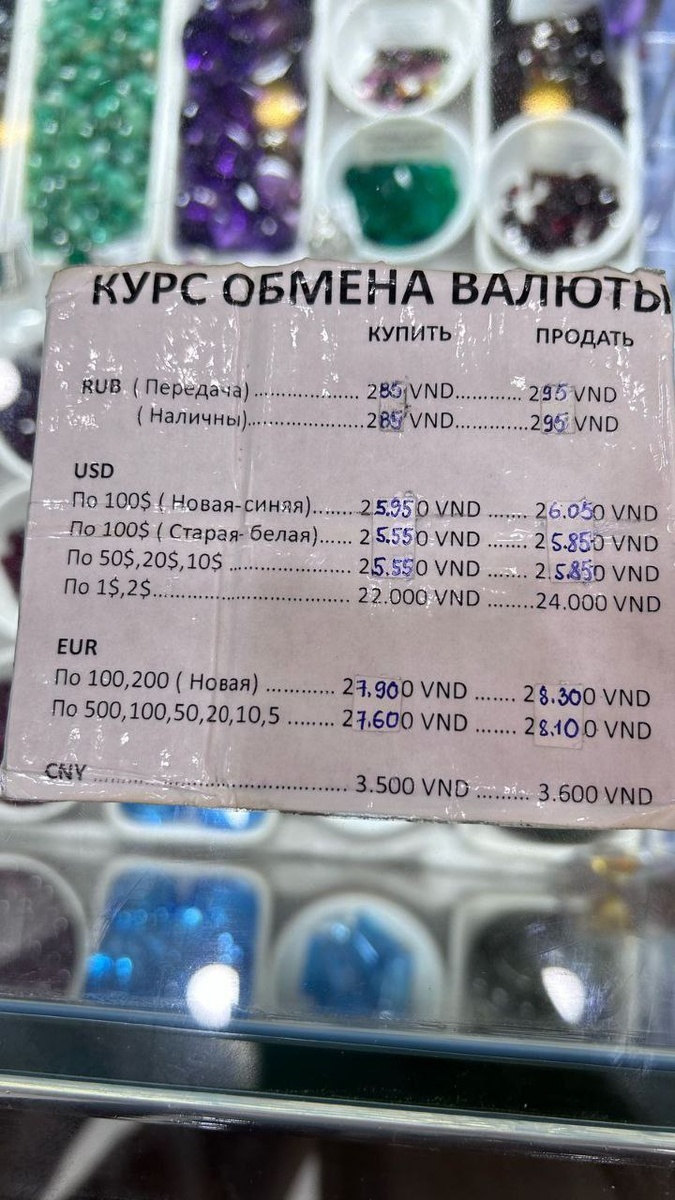 КУРС ОБМЕНА ВАЛЮТЫ
КУПИТЬ ПРОДАТЬ
RUB ( Передача) .................. 285 VND............ 295 VND
( Наличны).....................285 VND.............295 VND
USD
По 100$ ( Новая-синяя)....... 25.950 VND ....... 26.050 VND
По 100$ ( Старая- белая)...... 25.550 VND ....... 25.850 VND
По 50$,20$,10$ ..................... 25.550 VND ....... 25.850 VND
По 1$,2$.................................. 22.000 VND ........24.000 VND
EUR
По 100,200 ( Новая) ............ 27.900 VND ....... 28.300 VND
По 500,100,50,20,10,5 ........ 27.600 VND ....... 28.100 VND
CNY ........................................... 3.500 VND ......... 3.600 VND